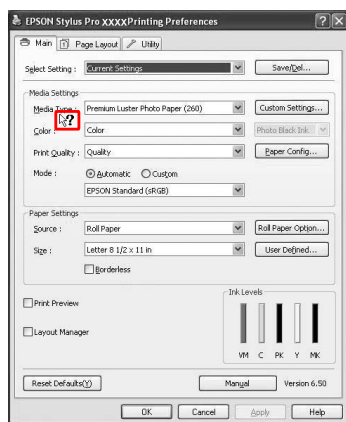 EPSON Stylus Pro XXXXPrinting Preferences
Main Page Layout Utility
Select Setting : Current Settings Save/Del...
Media Settings
Media Type : Premium Luster Photo Paper (260) Custom Settings...
Color : Color Photo Black Ink
Print Quality : Quality Paper Config...
Mode : Automatic Custom
EPSON Standard (sRGB)
Paper Settings
Source : Roll Paper Roll Paper Option...
Size : Letter 8 1/2 x 11 in User Defined...
Borderless
Print Preview
Layout Manager
Ink Levels
VM C PK Y MK
Reset Defaults(Y) Manual Version 6.50
OK Cancel Apply Help